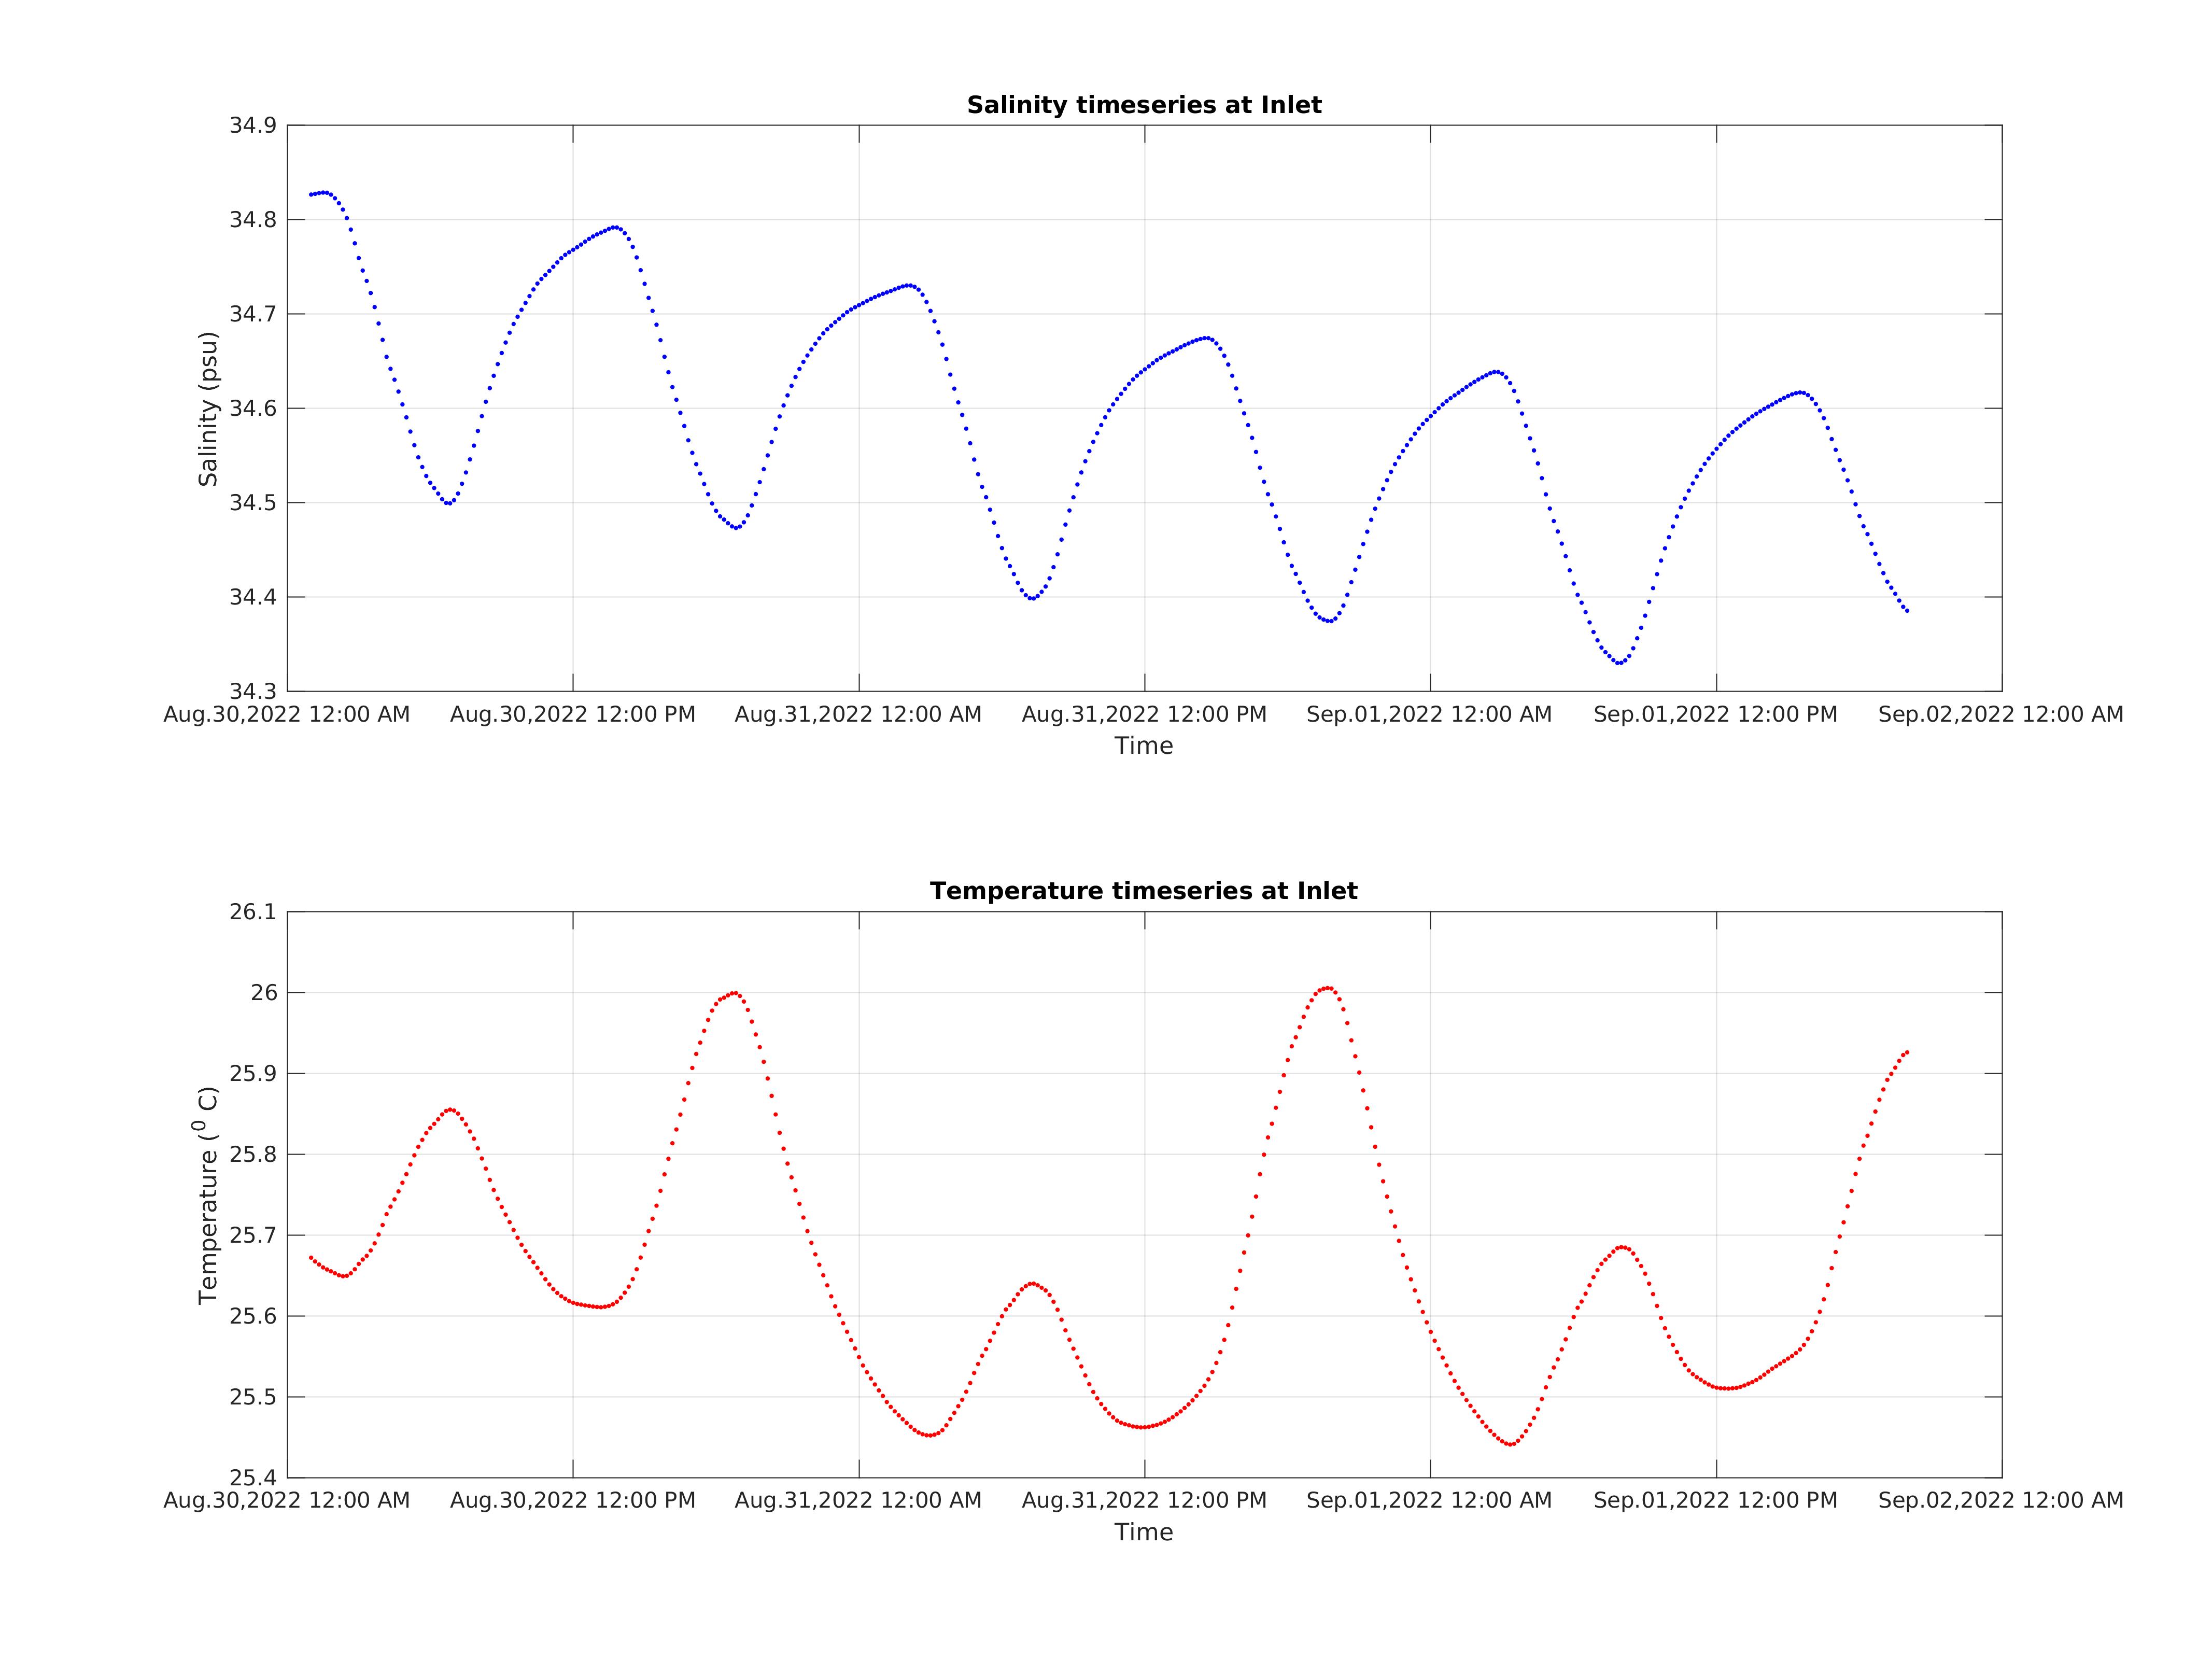 Salinity timeseries at Inlet
34.9
34.8
34.7
34.6
34.5
34.4
34.3
Salinity (psu)
Aug.30,2022 12:00 AM Aug.30,2022 12:00 PM Aug.31,2022 12:00 AM Aug.31,2022 12:00 PM Sep.01,2022 12:00 AM Sep.01,2022 12:00 PM Sep.02,2022 12:00 AM
Time
Temperature timeseries at Inlet
26.1
26
25.9
25.8
25.7
25.6
25.5
25.4
Temperature (⁰ C)
Aug.30,2022 12:00 AM Aug.30,2022 12:00 PM Aug.31,2022 12:00 AM Aug.31,2022 12:00 PM Sep.01,2022 12:00 AM Sep.01,2022 12:00 PM Sep.02,2022 12:00 AM
Time